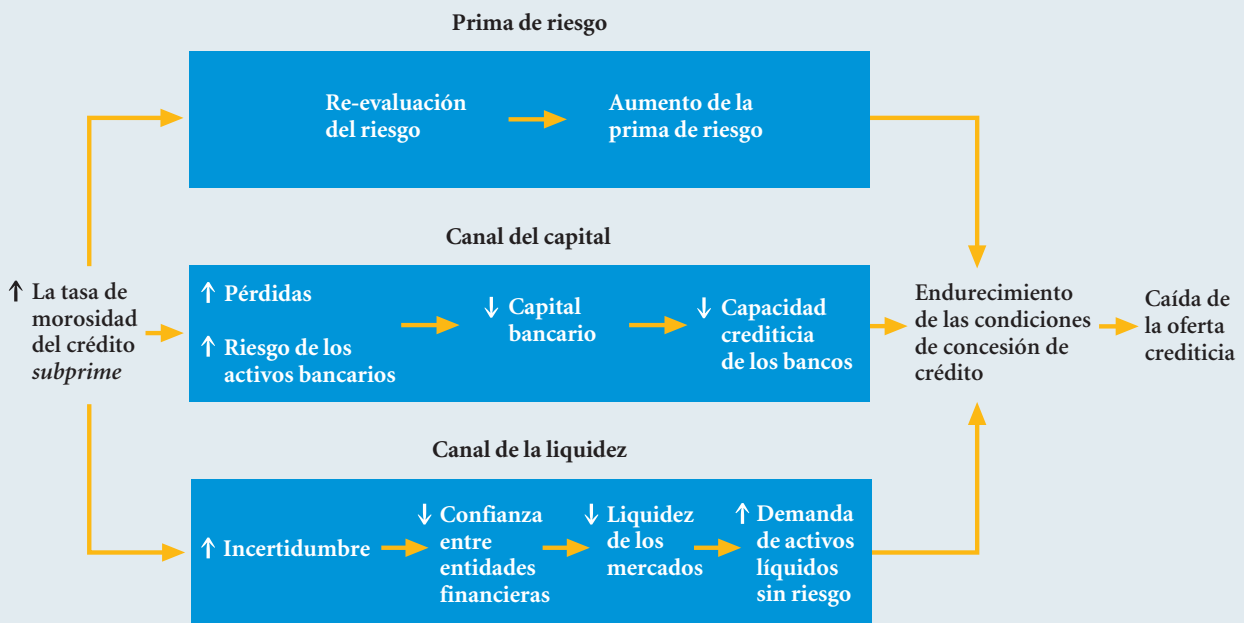 Prima de riesgo
Re-evaluación
del riesgo
Aumento de la
prima de riesgo
Canal del capital
↑ La tasa de
morosidad
del crédito
subprime
↑ Pérdidas
↑ Riesgo de los
activos bancarios
↓ Capital
bancario
↓ Capacidad
crediticia
de los bancos
Endurecimiento
de las condiciones
de concesión de
crédito
Caída de
la oferta
crediticia
Canal de la liquidez
↑ Incertidumbre
↓ Confianza
entre
entidades
financieras
↓ Liquidez
de los
mercados
↑ Demanda
de activos
líquidos
sin riesgo